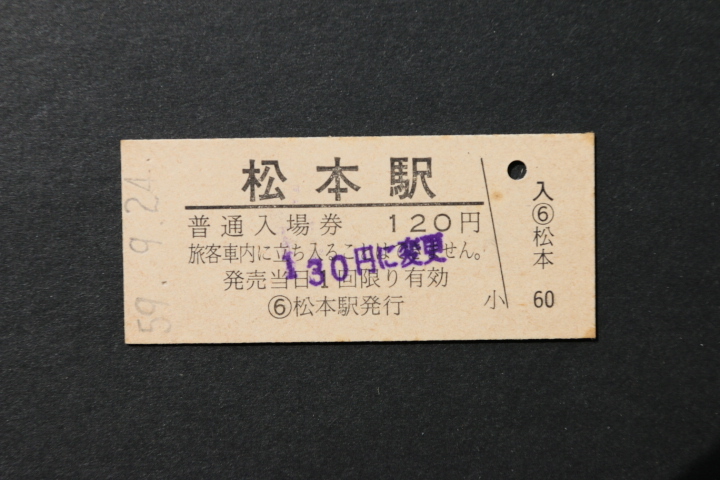 松本駅
普通入場券 120円
旅客車内に立ち入ることはできません。
130円に変更
発売当日1回限り有効
⑥松本駅発行
小
入⑥松本
60
59.9.24